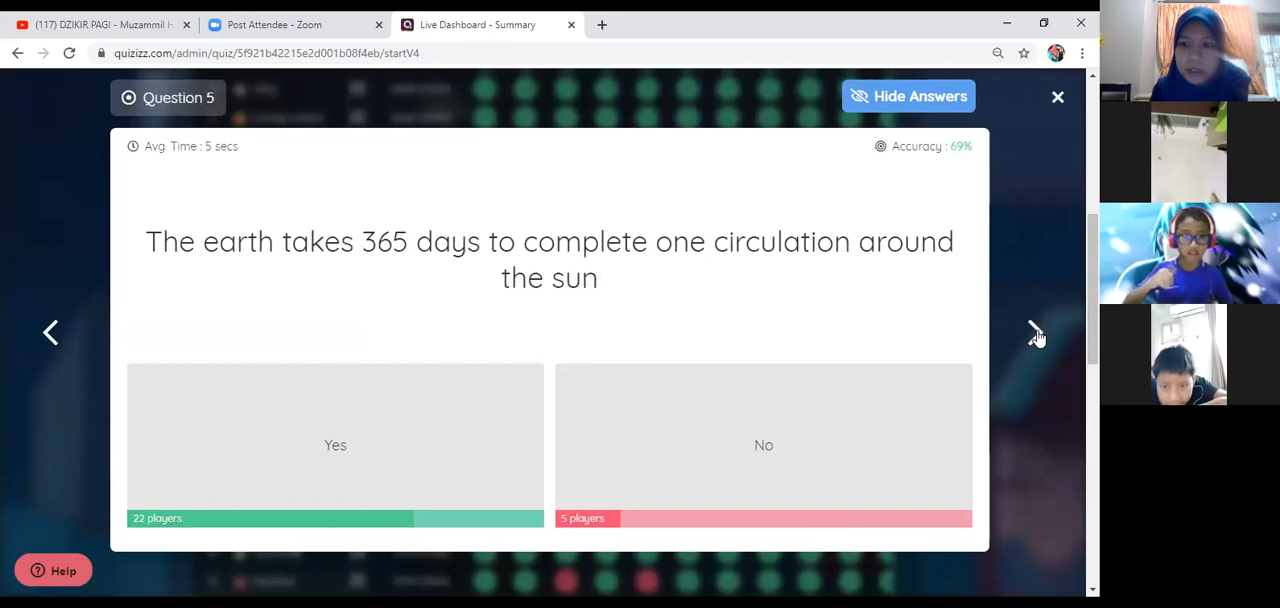 (117) DZIKIR PAGI - Muzammil H
Post Attendee - Zoom
Live Dashboard - Summary
quizizz.com/admin/quiz/5f921b42215e2d001b08f4eb/startV4
Question 5
Hide Answers
Avg. Time : 5 secs
Accuracy : 69%
The earth takes 365 days to complete one circulation around
the sun
Yes
No
22 players
5 players
Help